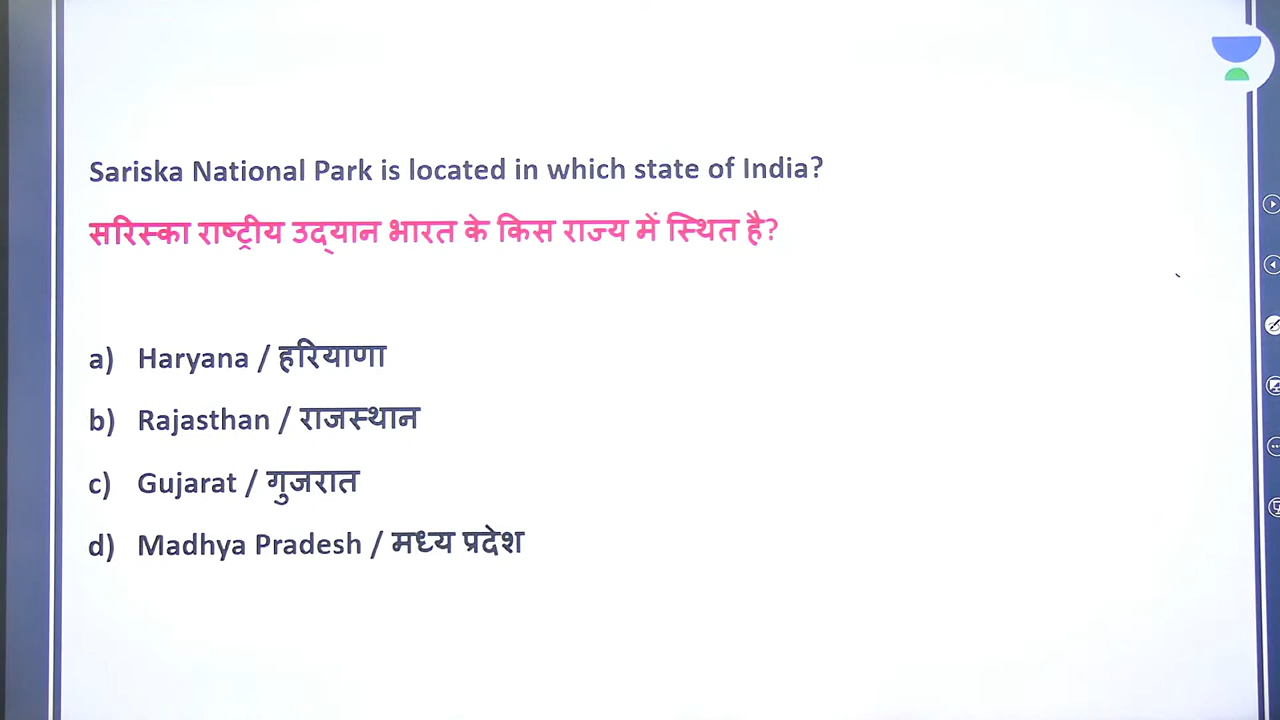 Sariska National Park is located in which state of India?
सरिस्का राष्ट्रीय उद्यान भारत के किस राज्य में स्थित है?
a) Haryana / हरियाणा
b) Rajasthan / राजस्थान
c) Gujarat / गुजरात
d) Madhya Pradesh / मध्य प्रदेश